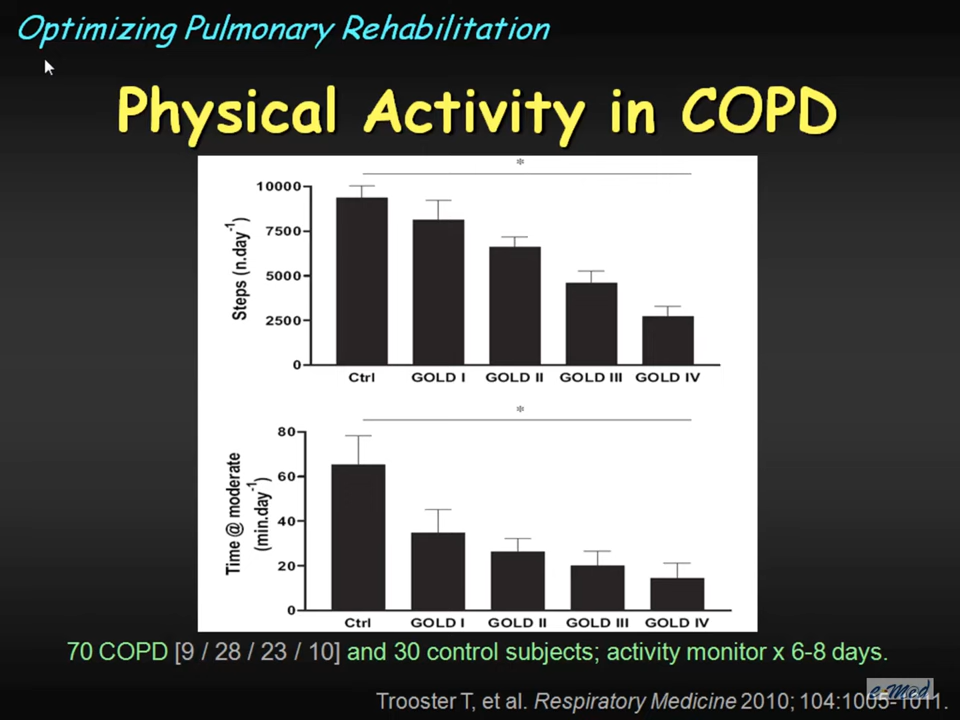 Optimizing Pulmonary Rehabilitation
Physical Activity in COPD
*
10000
7500
5000
2500
0
Steps (n.day⁻¹)
Ctrl GOLD I GOLD II GOLD III GOLD IV
*
80
60
40
20
0
Time @ moderate
(min.day⁻¹)
Ctrl GOLD I GOLD II GOLD III GOLD IV
70 COPD [9 / 28 / 23 / 10] and 30 control subjects; activity monitor x 6-8 days.
Trooster T, et al. Respiratory Medicine 2010; 104:1005-1011.